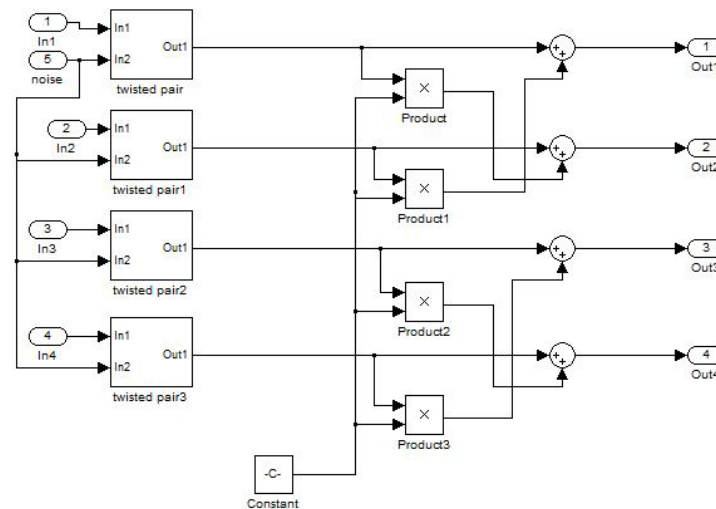 1
In1
In1
Out1
1
Out1
5
noise
In2
twisted pair
×
Product
2
In2
In1
Out1
2
Out2
In2
twisted pair1
×
Product1
3
In3
In1
Out1
3
Out3
In2
twisted pair2
×
Product2
4
In4
In1
Out1
4
Out4
In2
twisted pair3
×
Product3
-C-
Constant